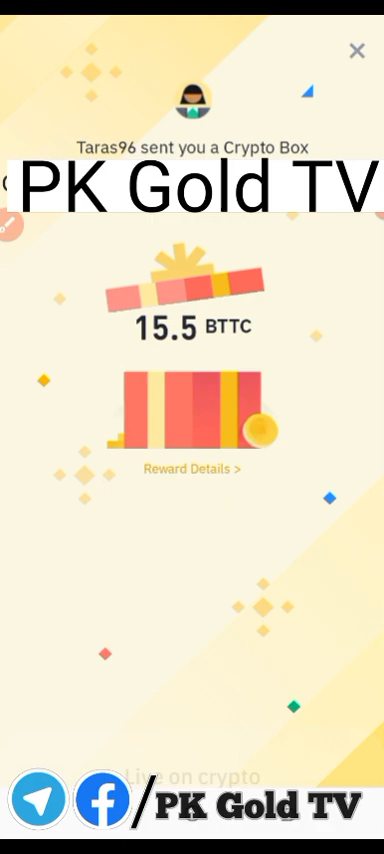 Taras96 sent you a Crypto Box
PK Gold TV
15.5 BTTC
Reward Details >
Live on crypto
/PK Gold TV